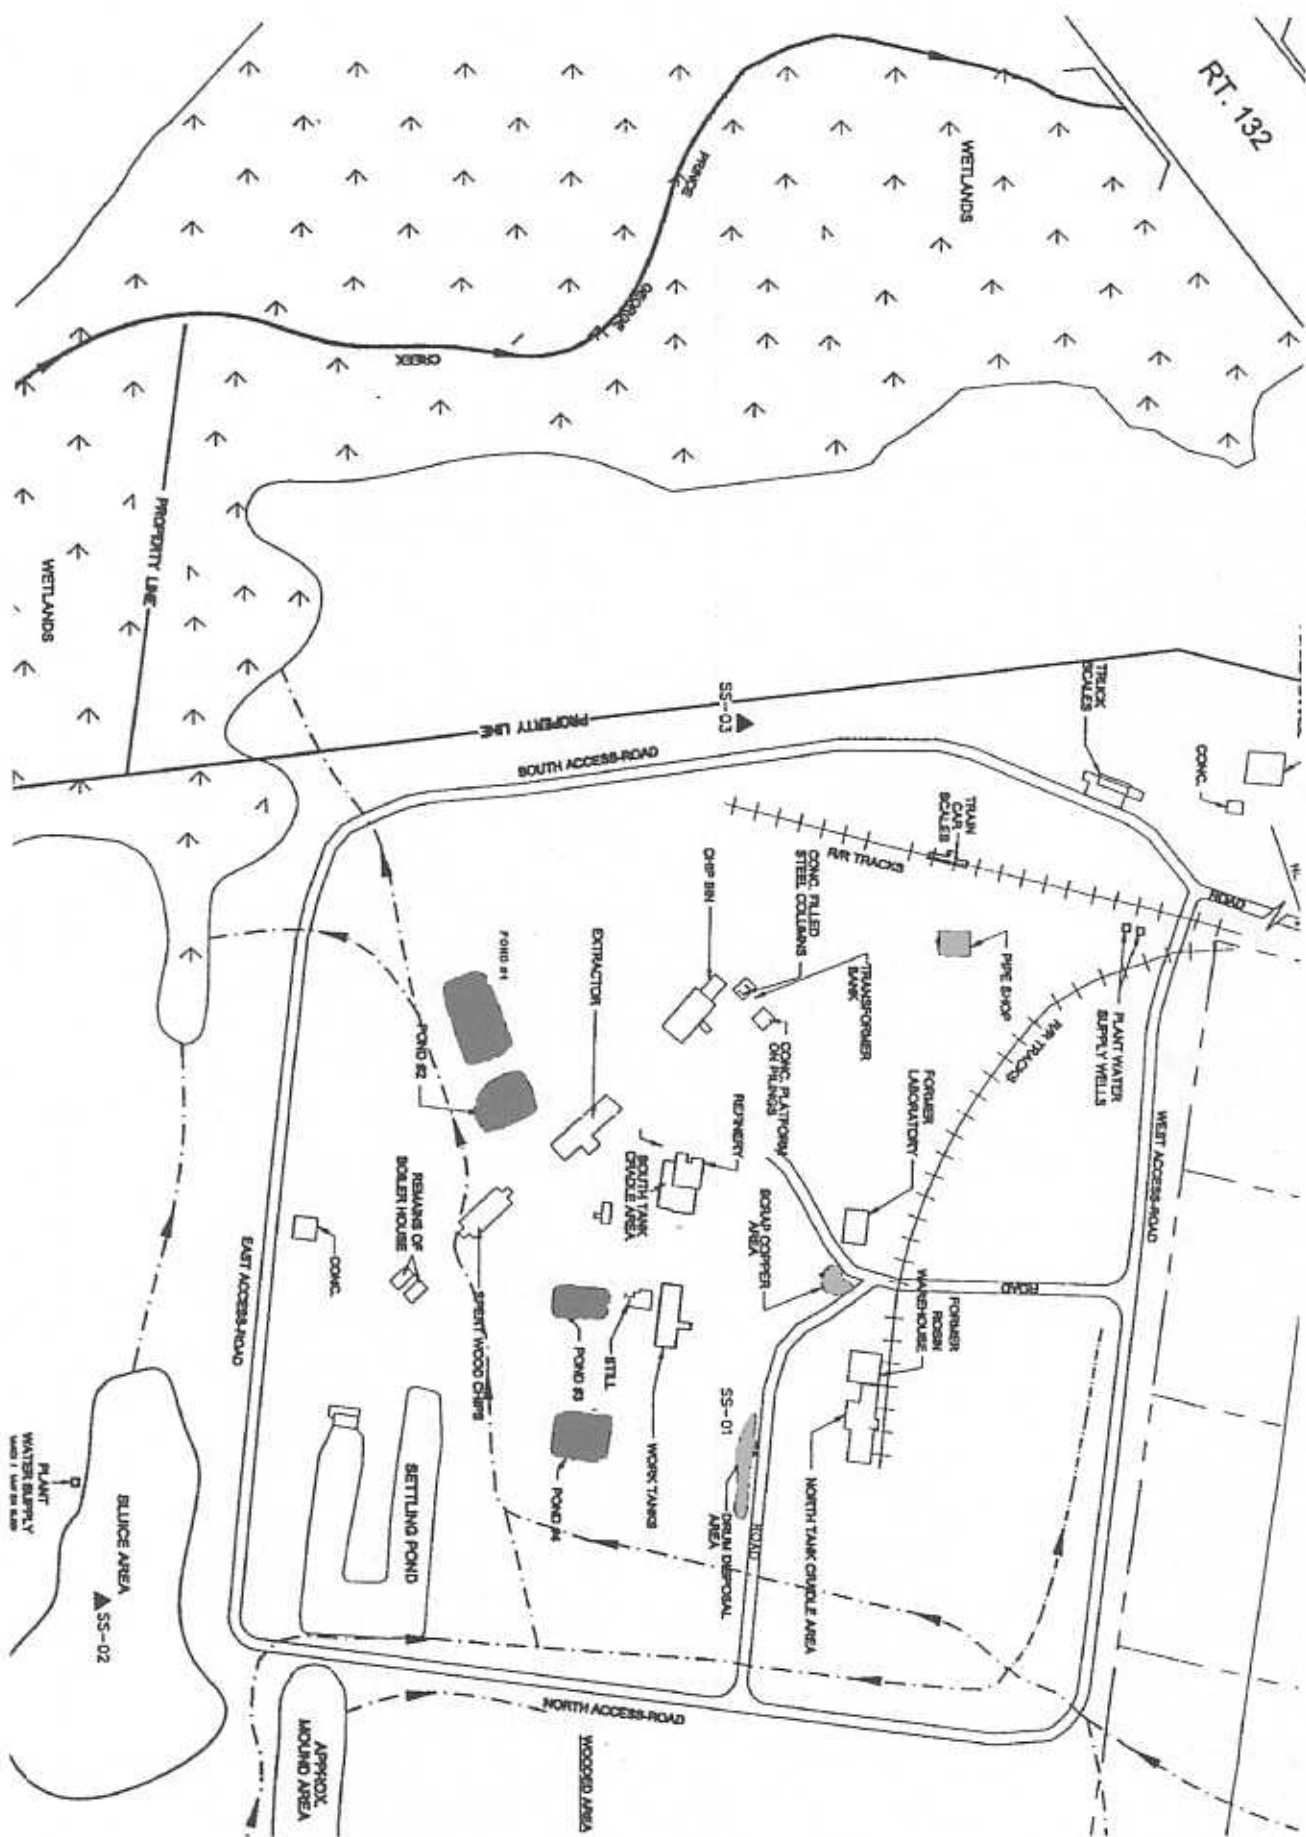 RT. 132
WETLANDS
PRINCE
GEORGE
CREEK
PROPERTY LINE
WETLANDS
PROPERTY LINE
SS-03
TRUCK
SCALES
CONC.
SOUTH ACCESS-ROAD
TRAIN
CAR
SCALES
R/R TRACKS
ROAD
CONC. FILLED
STEEL COLUMNS
CHIP BIN
TRANSFORMER
BANK
PIPE SHOP
PLANT WATER
SUPPLY WELLS
R/R TRACKS
POND #1
EXTRACTOR
CONC. PLATFORM
ON PILINGS
FORMER
LABORATORY
WEST ACCESS-ROAD
POND #2
REFINERY
SOUTH TANK
CRADLE AREA
SCRAP COPPER
AREA
REMAINS OF
BOILER HOUSE
CONC.
EAST ACCESS-ROAD
SPENT WOOD CHIPS
ROAD
FORMER
ROSIN
WAREHOUSE
POND #3
STILL
SS-01
WORK TANKS
POND #4
SETTLING POND
DRUM DISPOSAL
AREA
ROAD
NORTH TANK CRADLE AREA
PLANT
WATER SUPPLY
SLUICE AREA
SS-02
NORTH ACCESS-ROAD
APPROX.
MOUND AREA
WOODED AREA